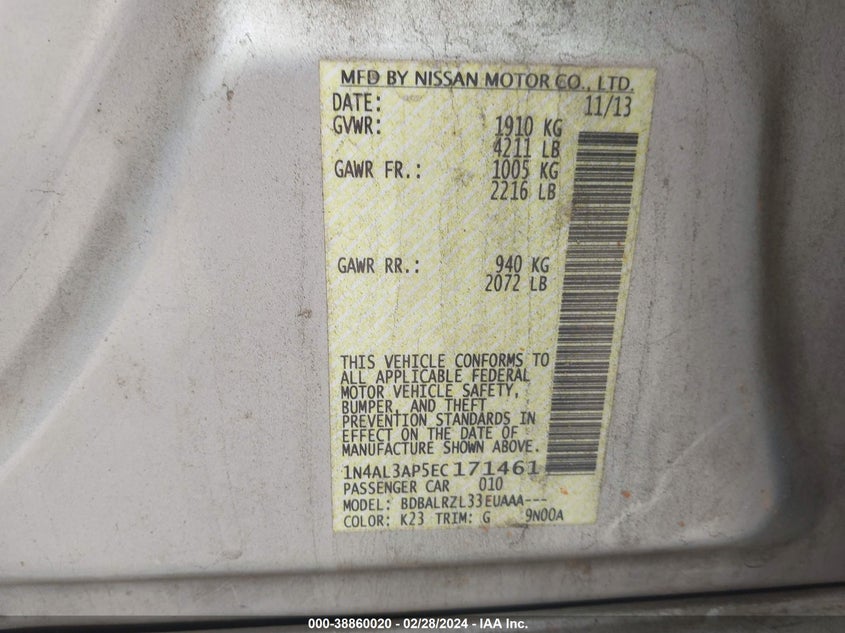 MFD BY NISSAN MOTOR CO., LTD.
DATE: 11/13
GVWR: 1910 KG
4211 LB
GAWR FR.: 1005 KG
2216 LB
GAWR RR.: 940 KG
2072 LB
THIS VEHICLE CONFORMS TO
ALL APPLICABLE FEDERAL
MOTOR VEHICLE SAFETY,
BUMPER, AND THEFT
PREVENTION STANDARDS IN
EFFECT ON THE DATE OF
MANUFACTURE SHOWN ABOVE.
1N4AL3AP5EC171461
PASSENGER CAR 010
MODEL: BDBALRZL33EUAAA---
COLOR: K23 TRIM: G 9N00A
000-38860020 - 02/28/2024 - IAA Inc.